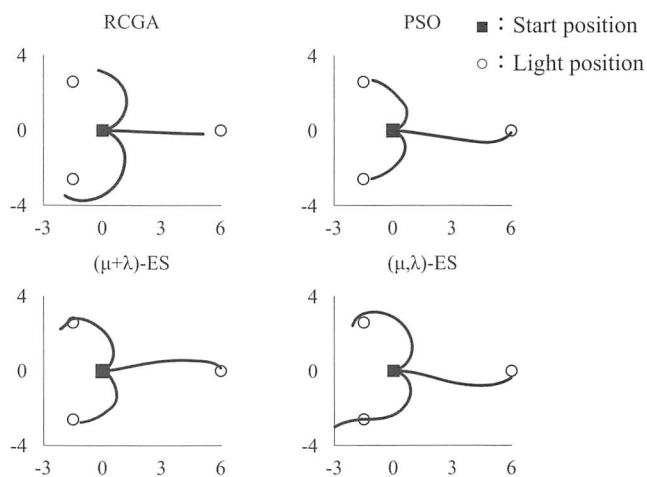 RCGA
PSO
■ : Start position
○ : Light position
4
0
-4
-3 0 3 6
4
0
-4
-3 0 3 6
(μ+λ)-ES
(μ,λ)-ES
4
0
-4
-3 0 3 6
4
0
-4
-3 0 3 6